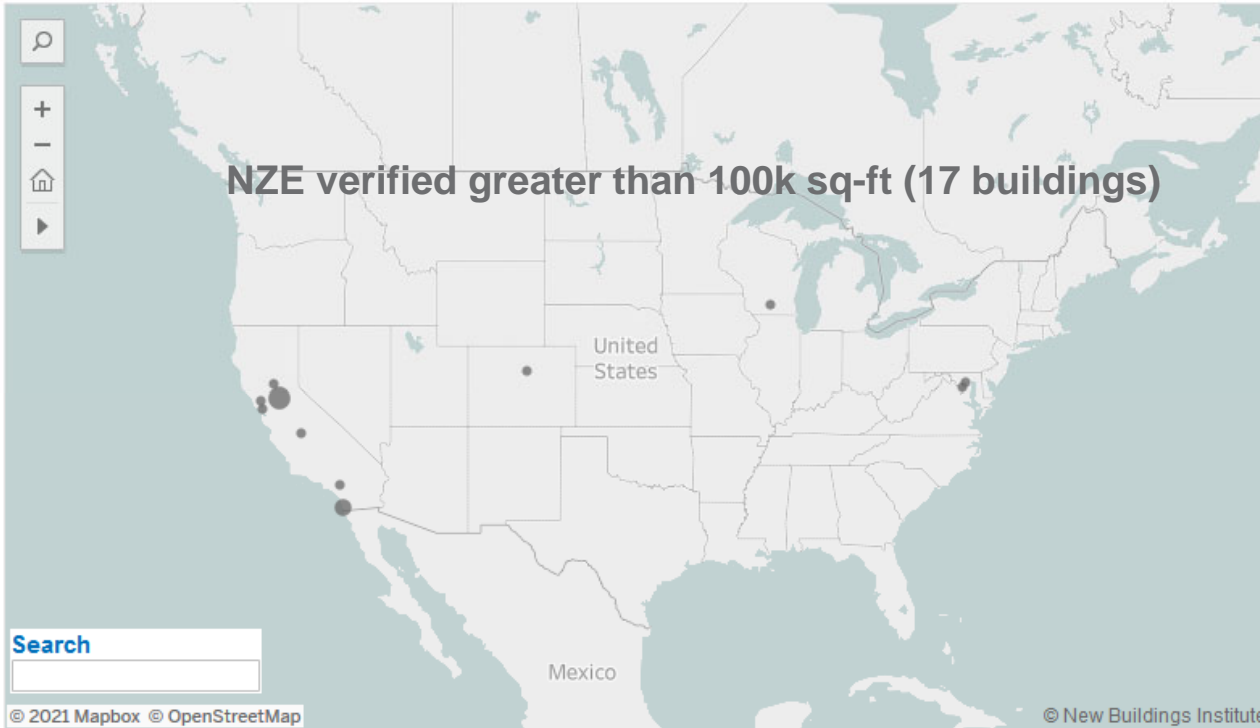 NZE verified greater than 100k sq-ft (17 buildings)
United
States
Search
Mexico
© 2021 Mapbox © OpenStreetMap
© New Buildings Institute